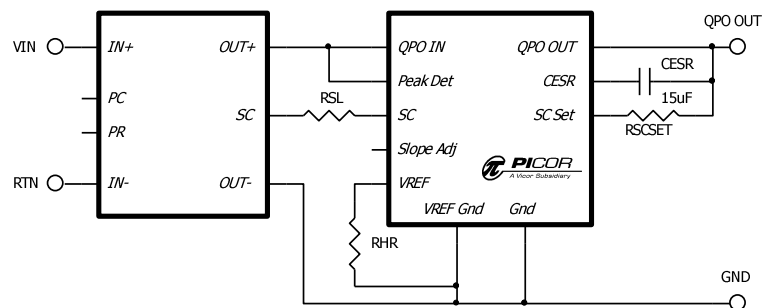 QPO OUT
VIN
IN+
OUT+
QPO IN
QPO OUT
Peak Det
CESR
CESR
PC
15uF
RSL
SC
SC
SC Set
PR
RSCSET
Slope Adj
PICOR
A Vicor Subsidiary
RTN
IN-
OUT-
VREF
VREF Gnd
Gnd
RHR
GND